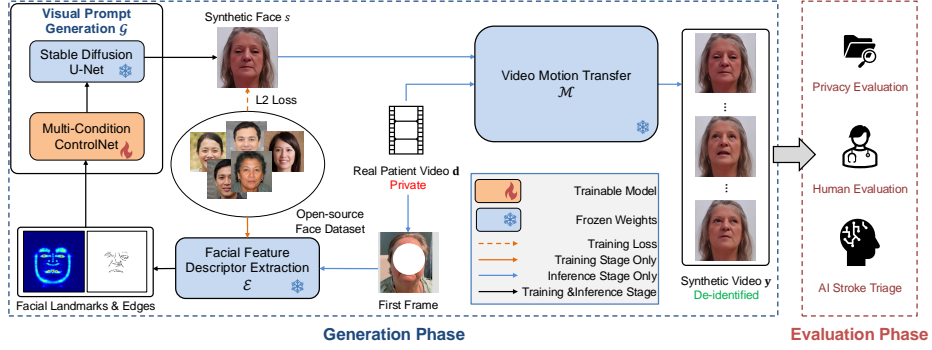 Visual Prompt
Generation 𝒢
Stable Diffusion
U-Net
Multi-Condition
ControlNet
Facial Landmarks & Edges
Synthetic Face s
L2 Loss
Open-source
Face Dataset
Facial Feature
Descriptor Extraction
ℰ
Real Patient Video d
Private
First Frame
Video Motion Transfer
ℳ
Trainable Model
Frozen Weights
Training Loss
Training Stage Only
Inference Stage Only
Training &Inference Stage
Synthetic Video y
De-identified
Generation Phase
Privacy Evaluation
Human Evaluation
AI Stroke Triage
Evaluation Phase